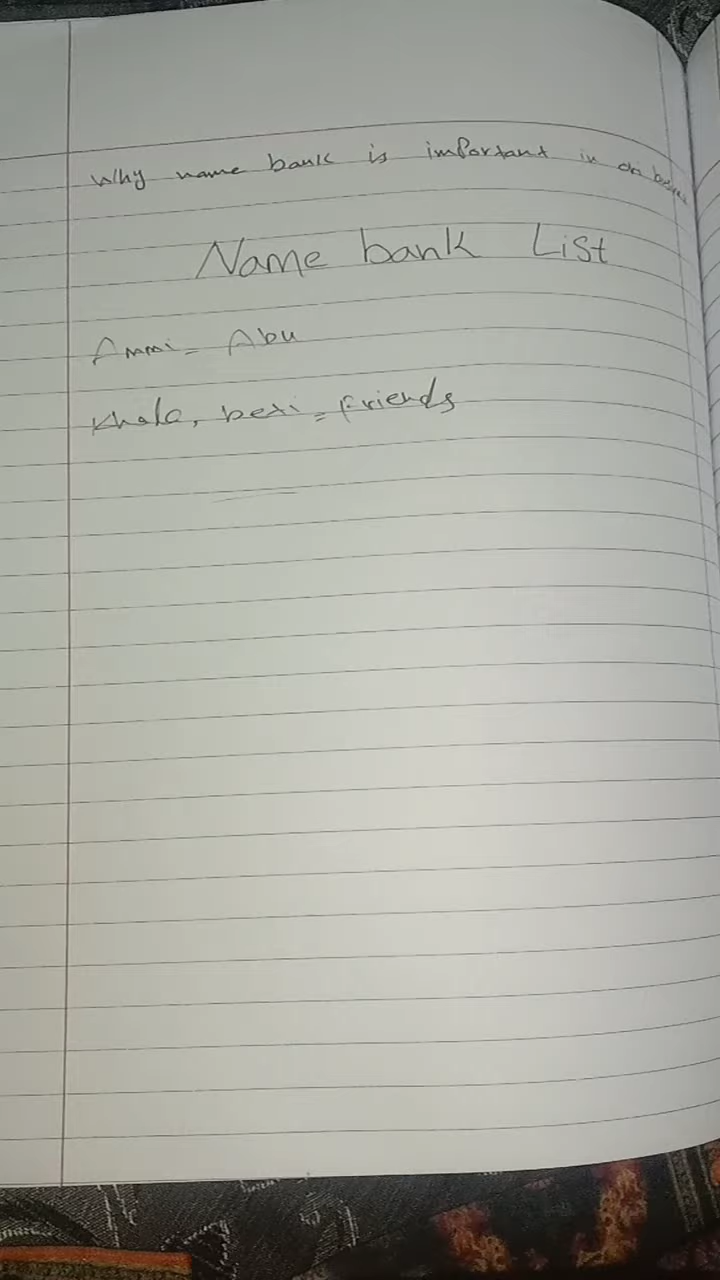 Why name bank is important in
Name bank List
Ammi - Abu
Khala, beti = friends